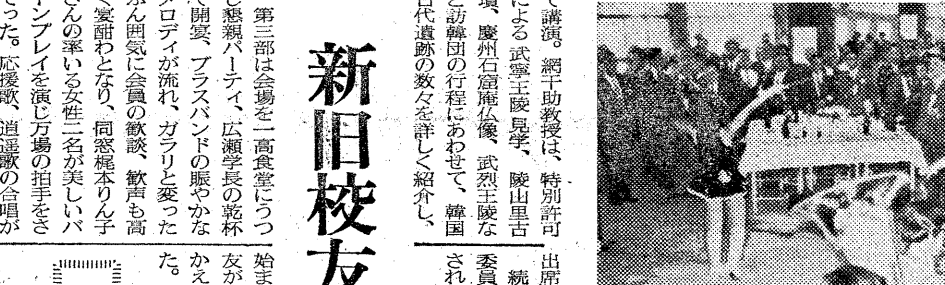 て講演。網干助教授は、特別許可
による武寧王陵見学、陵山里古
墳、慶州石窟庵仏像、武烈王陵な
ど訪韓団の行程にあわせて、韓国
古代遺跡の数々を詳しく紹介し、
出席
続
委員
され
新旧校友
第三部は会場を一高食堂にうつ
し懇親パーティ、広瀬学長の乾杯
で開宴、ブラスバンドの賑やかな
メロディが流れ、ガラリと変った
ふん囲気に会員の歓談、歓声も高
く宴酣わとなり、同窓梶本りん子
さんの率いる女性二名が美しいバ
トンプレイを演じ万場の拍手をさ
らった。応援歌、逍遥歌の合唱が
始ま
友が
かえ
た。